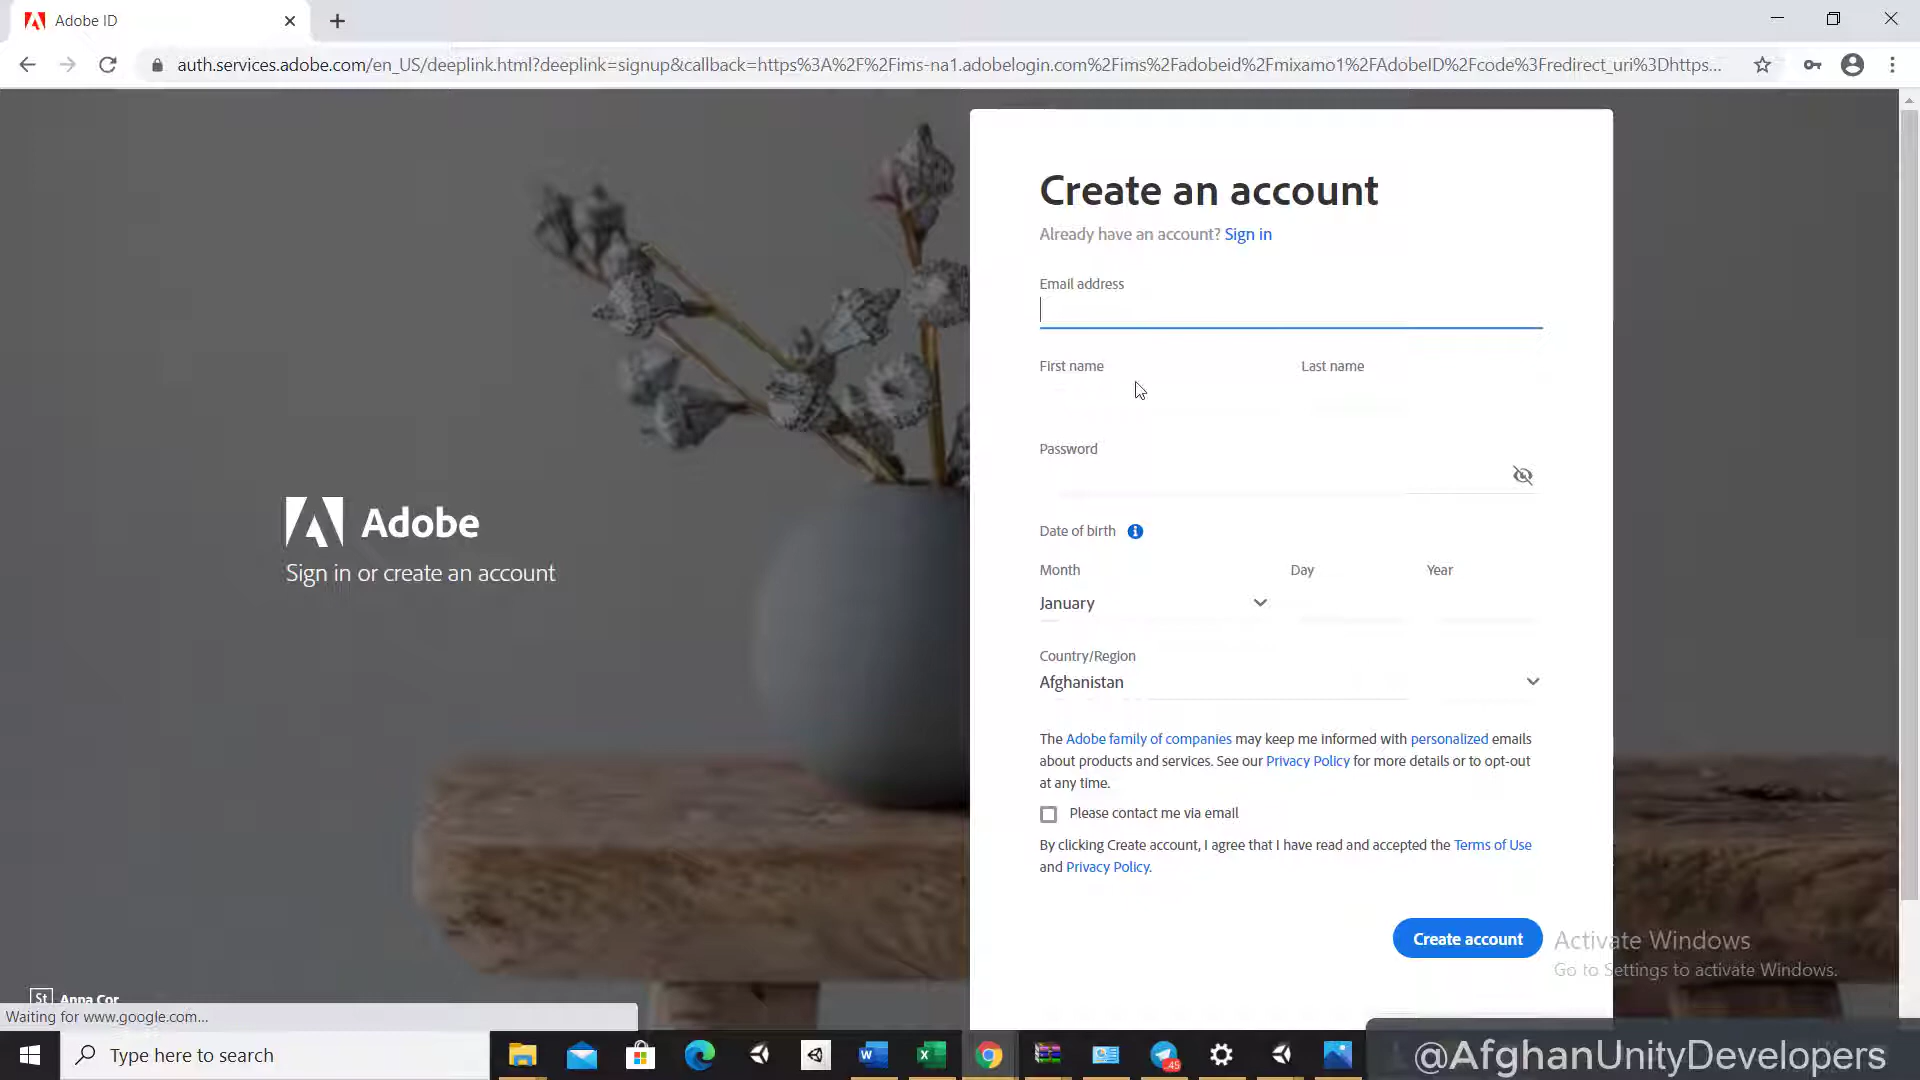 Adobe ID
auth.services.adobe.com/en_US/deeplink.html?deeplink=signup&callback=https%3A%2F%2Fims-na1.adobelogin.com%2Fims%2Fadobeid%2Fmixamo1%2FAdobeID%2Fcode%3Fredirect_uri%3Dhttps...
Create an account
Already have an account? Sign in
Email address
First name Last name
Password
Date of birth
Month Day Year
January
Country/Region
Afghanistan
The Adobe family of companies may keep me informed with personalized emails
about products and services. See our Privacy Policy for more details or to opt-out
at any time.
Please contact me via email
By clicking Create account, I agree that I have read and accepted the Terms of Use
and Privacy Policy.
Create account
Adobe
Sign in or create an account
Activate Windows
Go to Settings to activate Windows.
St Anna Cor
Waiting for www.google.com...
Type here to search
45
@AfghanUnityDevelopers